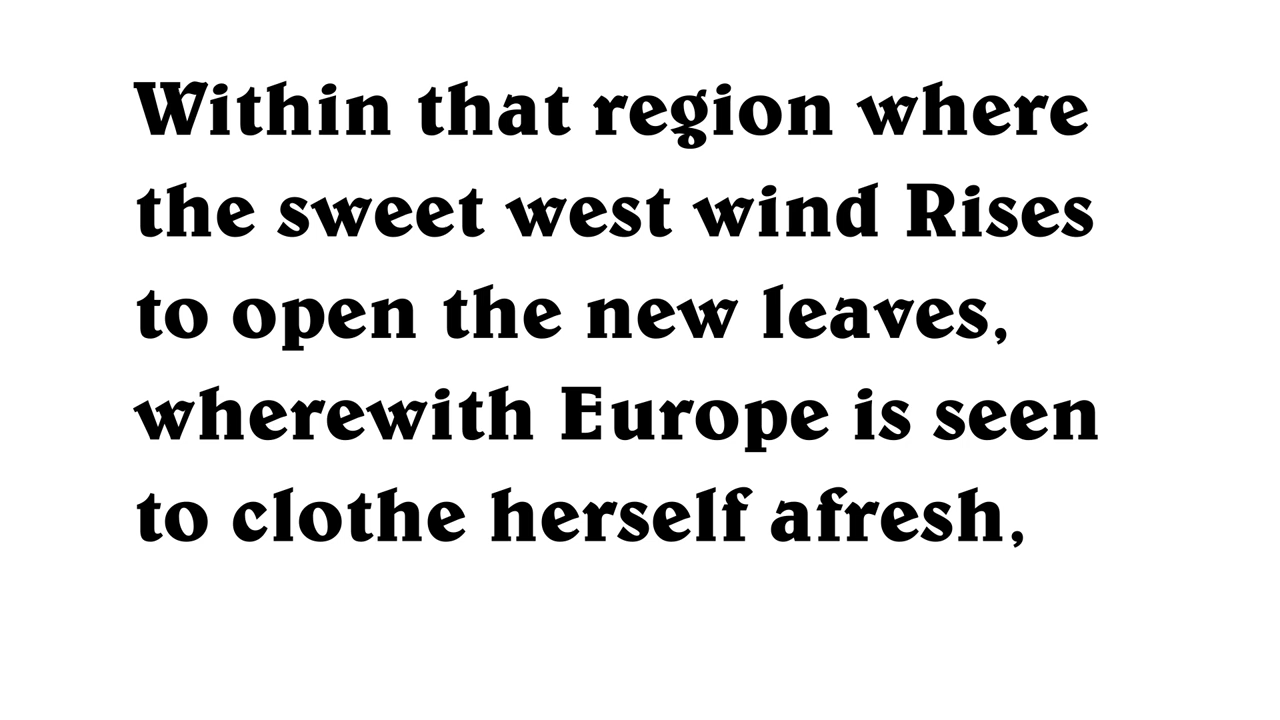 Within that region where
the sweet west wind Rises
to open the new leaves,
wherewith Europe is seen
to clothe herself afresh,